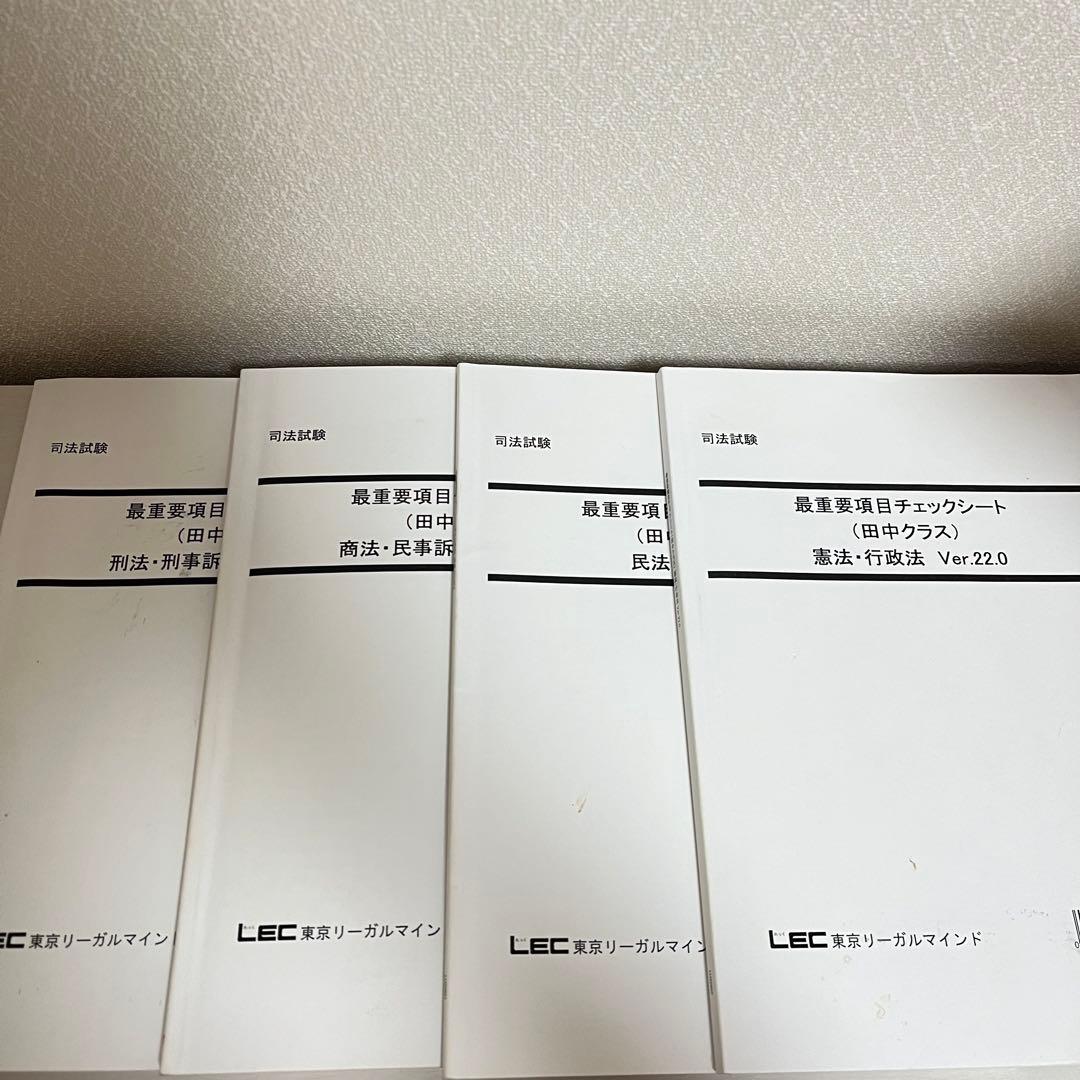 司法試験
最重要項目
（田中
刑法・刑事訴
LEC東京リーガルマイン
司法試験
最重要項目
（田中
商法・民事訴
LEC東京リーガルマイン
司法試験
最重要項目
（田中
民法
LEC東京リーガルマイン
司法試験
最重要項目チェックシート
（田中クラス）
憲法・行政法 Ver.22.0
LEC東京リーガルマインド